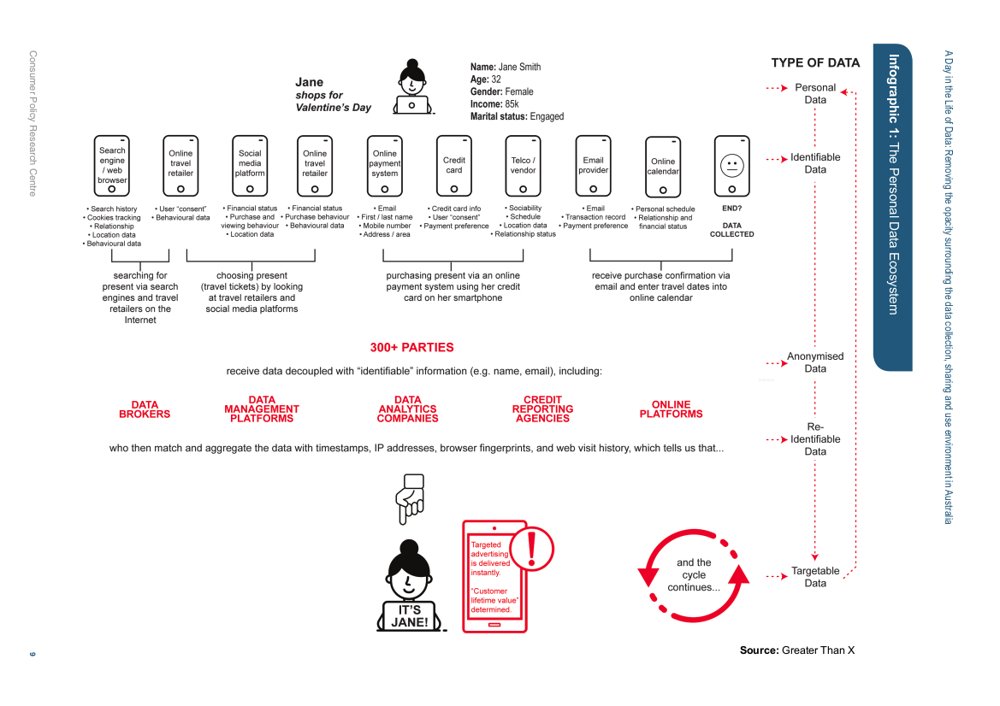 Consumer Policy Research Centre
A Day in the Life of Data: Removing the opacity surrounding the data collection, sharing and use environment in Australia
Infographic 1: The Personal Data Ecosystem
Jane
shops for
Valentine's Day
Name: Jane Smith
Age: 32
Gender: Female
Income: 85k
Marital status: Engaged
TYPE OF DATA
Personal
Data
Identifiable
Data
Anonymised
Data
Re-
Identifiable
Data
Targetable
Data
Search
engine
/ web
browser
• Search history
• Cookies tracking
• Relationship
• Location data
• Behavioural data
Online
travel
retailer
• User “consent”
• Behavioural data
Social
media
platform
• Financial status
• Purchase and
viewing behaviour
• Location data
Online
travel
retailer
• Financial status
• Purchase behaviour
• Behavioural data
Online
payment
system
• Email
• First / last name
• Mobile number
• Address / area
Credit
card
• Credit card info
• User “consent”
• Payment preference
Telco /
vendor
• Sociability
• Schedule
• Location data
• Relationship status
Email
provider
• Email
• Transaction record
• Payment preference
Online
calendar
• Personal schedule
• Relationship and
financial status
END?
DATA
COLLECTED
searching for
present via search
engines and travel
retailers on the
Internet
choosing present
(travel tickets) by looking
at travel retailers and
social media platforms
purchasing present via an online
payment system using her credit
card on her smartphone
receive purchase confirmation via
email and enter travel dates into
online calendar
300+ PARTIES
receive data decoupled with “identifiable” information (e.g. name, email), including:
DATA
BROKERS
DATA
MANAGEMENT
PLATFORMS
DATA
ANALYTICS
COMPANIES
CREDIT
REPORTING
AGENCIES
ONLINE
PLATFORMS
who then match and aggregate the data with timestamps, IP addresses, browser fingerprints, and web visit history, which tells us that...
IT'S
JANE!
Targeted
advertising
is delivered
instantly.
“Customer
lifetime value”
determined.
!
and the
cycle
continues...
Source: Greater Than X
9